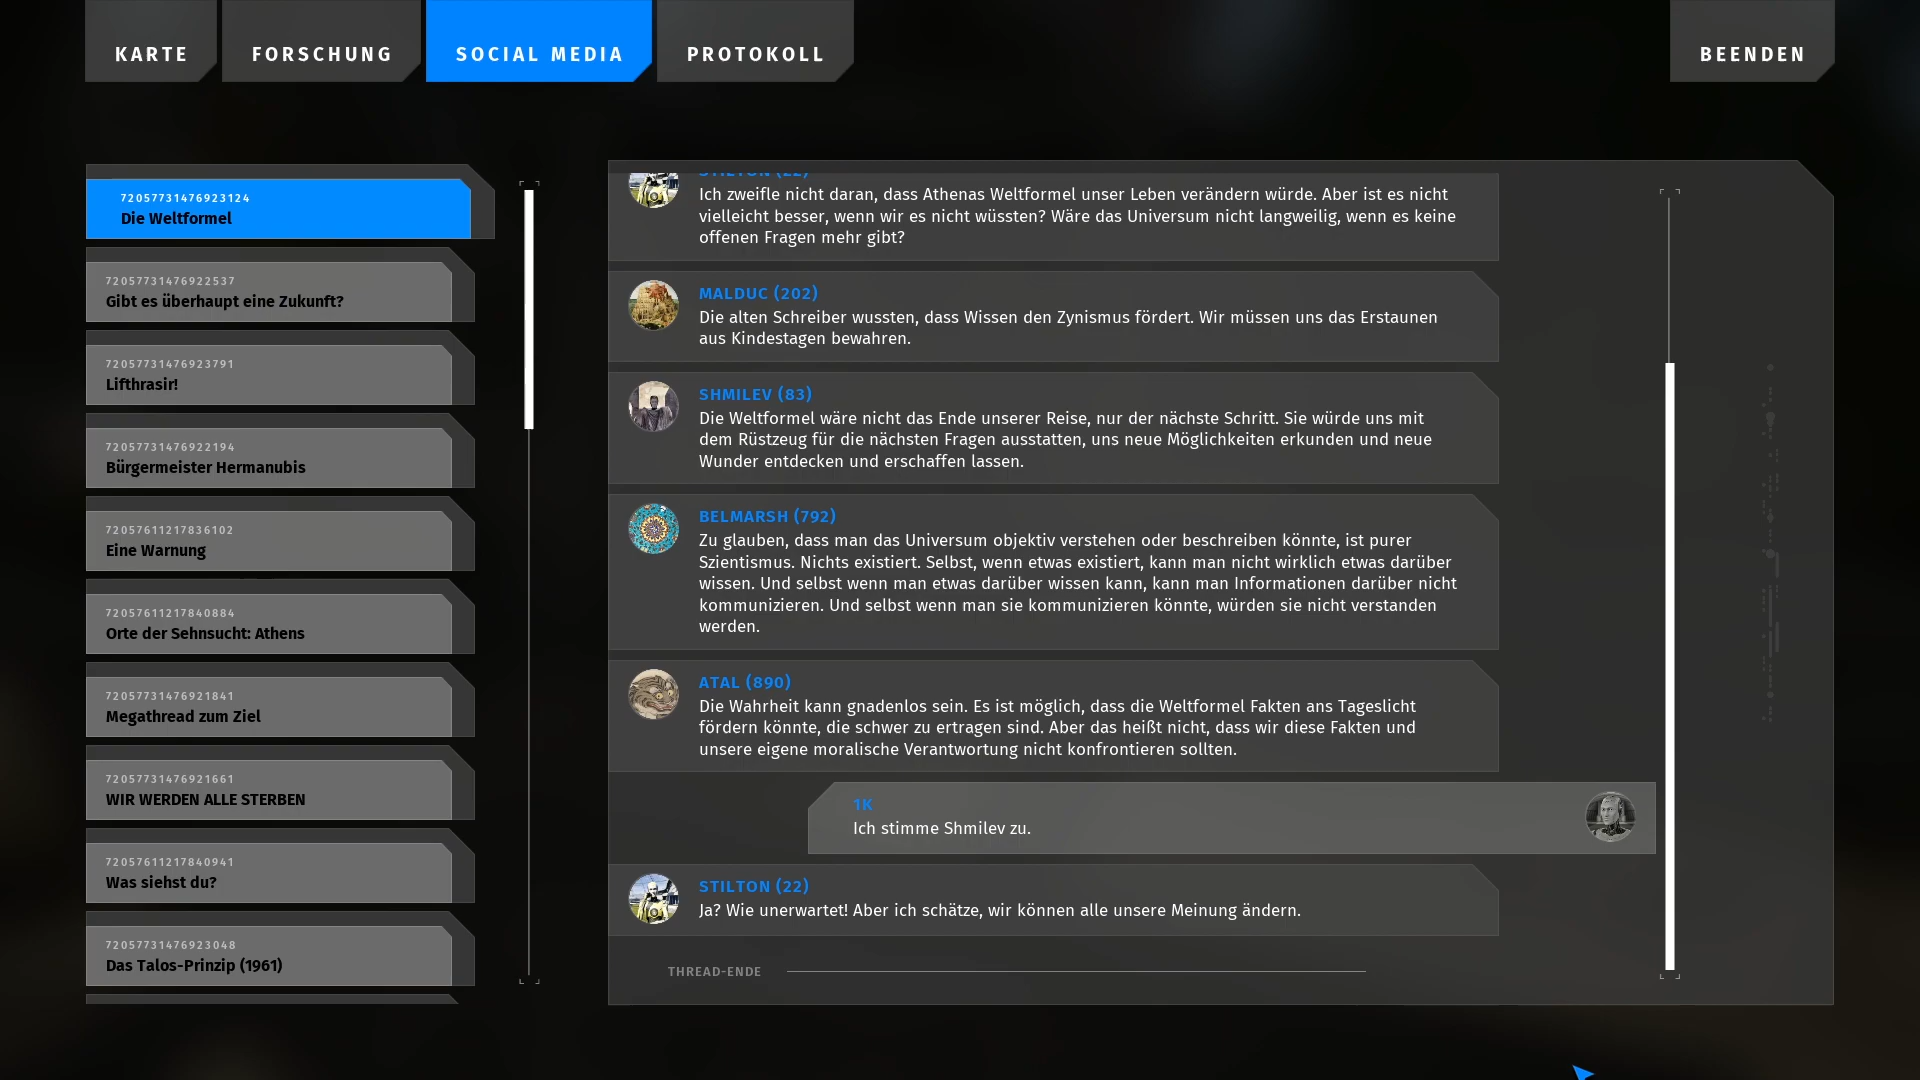 KARTE
FORSCHUNG
SOCIAL MEDIA
PROTOKOLL
BEENDEN
72057731476923124
Die Weltformel
72057731476922537
Gibt es überhaupt eine Zukunft?
72057731476923791
Lifthrasir!
72057731476922194
Bürgermeister Hermanubis
72057611217836102
Eine Warnung
72057611217840884
Orte der Sehnsucht: Athens
72057731476921841
Megathread zum Ziel
72057731476921661
WIR WERDEN ALLE STERBEN
72057611217840941
Was siehst du?
72057731476923048
Das Talos-Prinzip (1961)
STILTON (22)
Ich zweifle nicht daran, dass Athenas Weltformel unser Leben verändern würde. Aber ist es nicht
vielleicht besser, wenn wir es nicht wüssten? Wäre das Universum nicht langweilig, wenn es keine
offenen Fragen mehr gibt?
MALDUC (202)
Die alten Schreiber wussten, dass Wissen den Zynismus fördert. Wir müssen uns das Erstaunen
aus Kindestagen bewahren.
SHMILEV (83)
Die Weltformel wäre nicht das Ende unserer Reise, nur der nächste Schritt. Sie würde uns mit
dem Rüstzeug für die nächsten Fragen ausstatten, uns neue Möglichkeiten erkunden und neue
Wunder entdecken und erschaffen lassen.
BELMARSH (792)
Zu glauben, dass man das Universum objektiv verstehen oder beschreiben könnte, ist purer
Szientismus. Nichts existiert. Selbst, wenn etwas existiert, kann man nicht wirklich etwas darüber
wissen. Und selbst wenn man etwas darüber wissen kann, kann man Informationen darüber nicht
kommunizieren. Und selbst wenn man sie kommunizieren könnte, würden sie nicht verstanden
werden.
ATAL (890)
Die Wahrheit kann gnadenlos sein. Es ist möglich, dass die Weltformel Fakten ans Tageslicht
fördern könnte, die schwer zu ertragen sind. Aber das heißt nicht, dass wir diese Fakten und
unsere eigene moralische Verantwortung nicht konfrontieren sollten.
1K
Ich stimme Shmilev zu.
STILTON (22)
Ja? Wie unerwartet! Aber ich schätze, wir können alle unsere Meinung ändern.
THREAD-ENDE